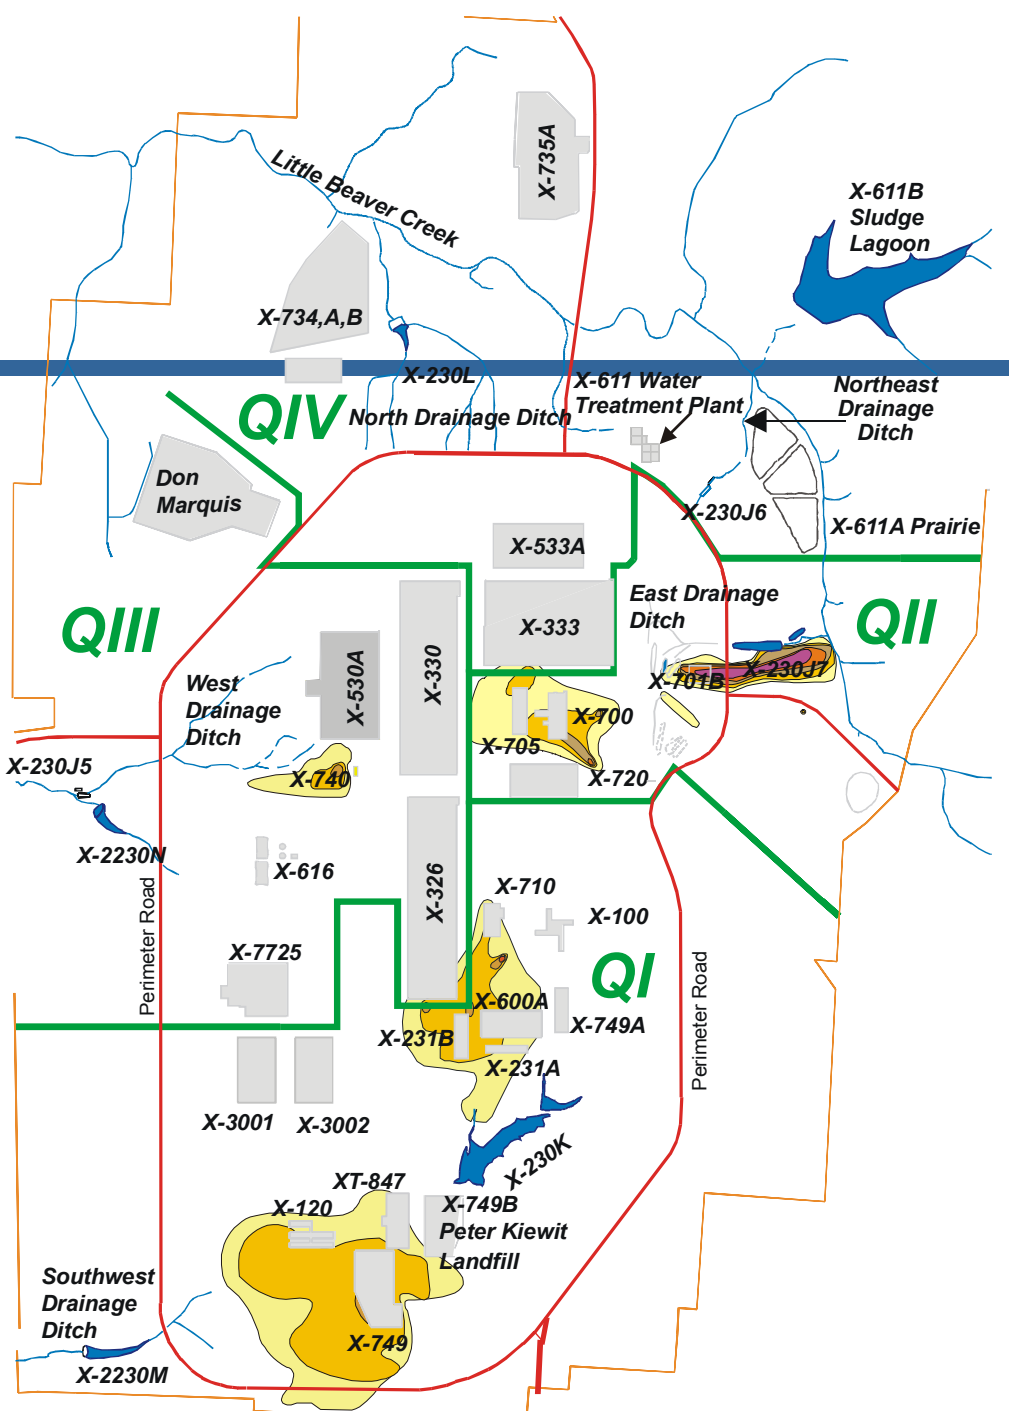 X-735A
Little Beaver Creek
X-611B
Sludge
Lagoon
X-734,A,B
X-230L
X-611 Water
Treatment Plant
Northeast
Drainage
Ditch
QIV
North Drainage Ditch
Don
Marquis
X-230J6
X-611A Prairie
X-533A
QIII
X-333
East Drainage
Ditch
QII
X-530A
X-330
X-701B
X-230J7
West
Drainage
Ditch
X-700
X-705
X-230J5
X-740
X-720
X-2230N
X-616
X-326
X-710
X-100
Perimeter Road
X-7725
QI
Perimeter Road
X-600A
X-231B
X-749A
X-231A
X-3001
X-3002
X-230K
XT-847
X-120
X-749B
Peter Kiewit
Landfill
Southwest
Drainage
Ditch
X-749
X-2230M